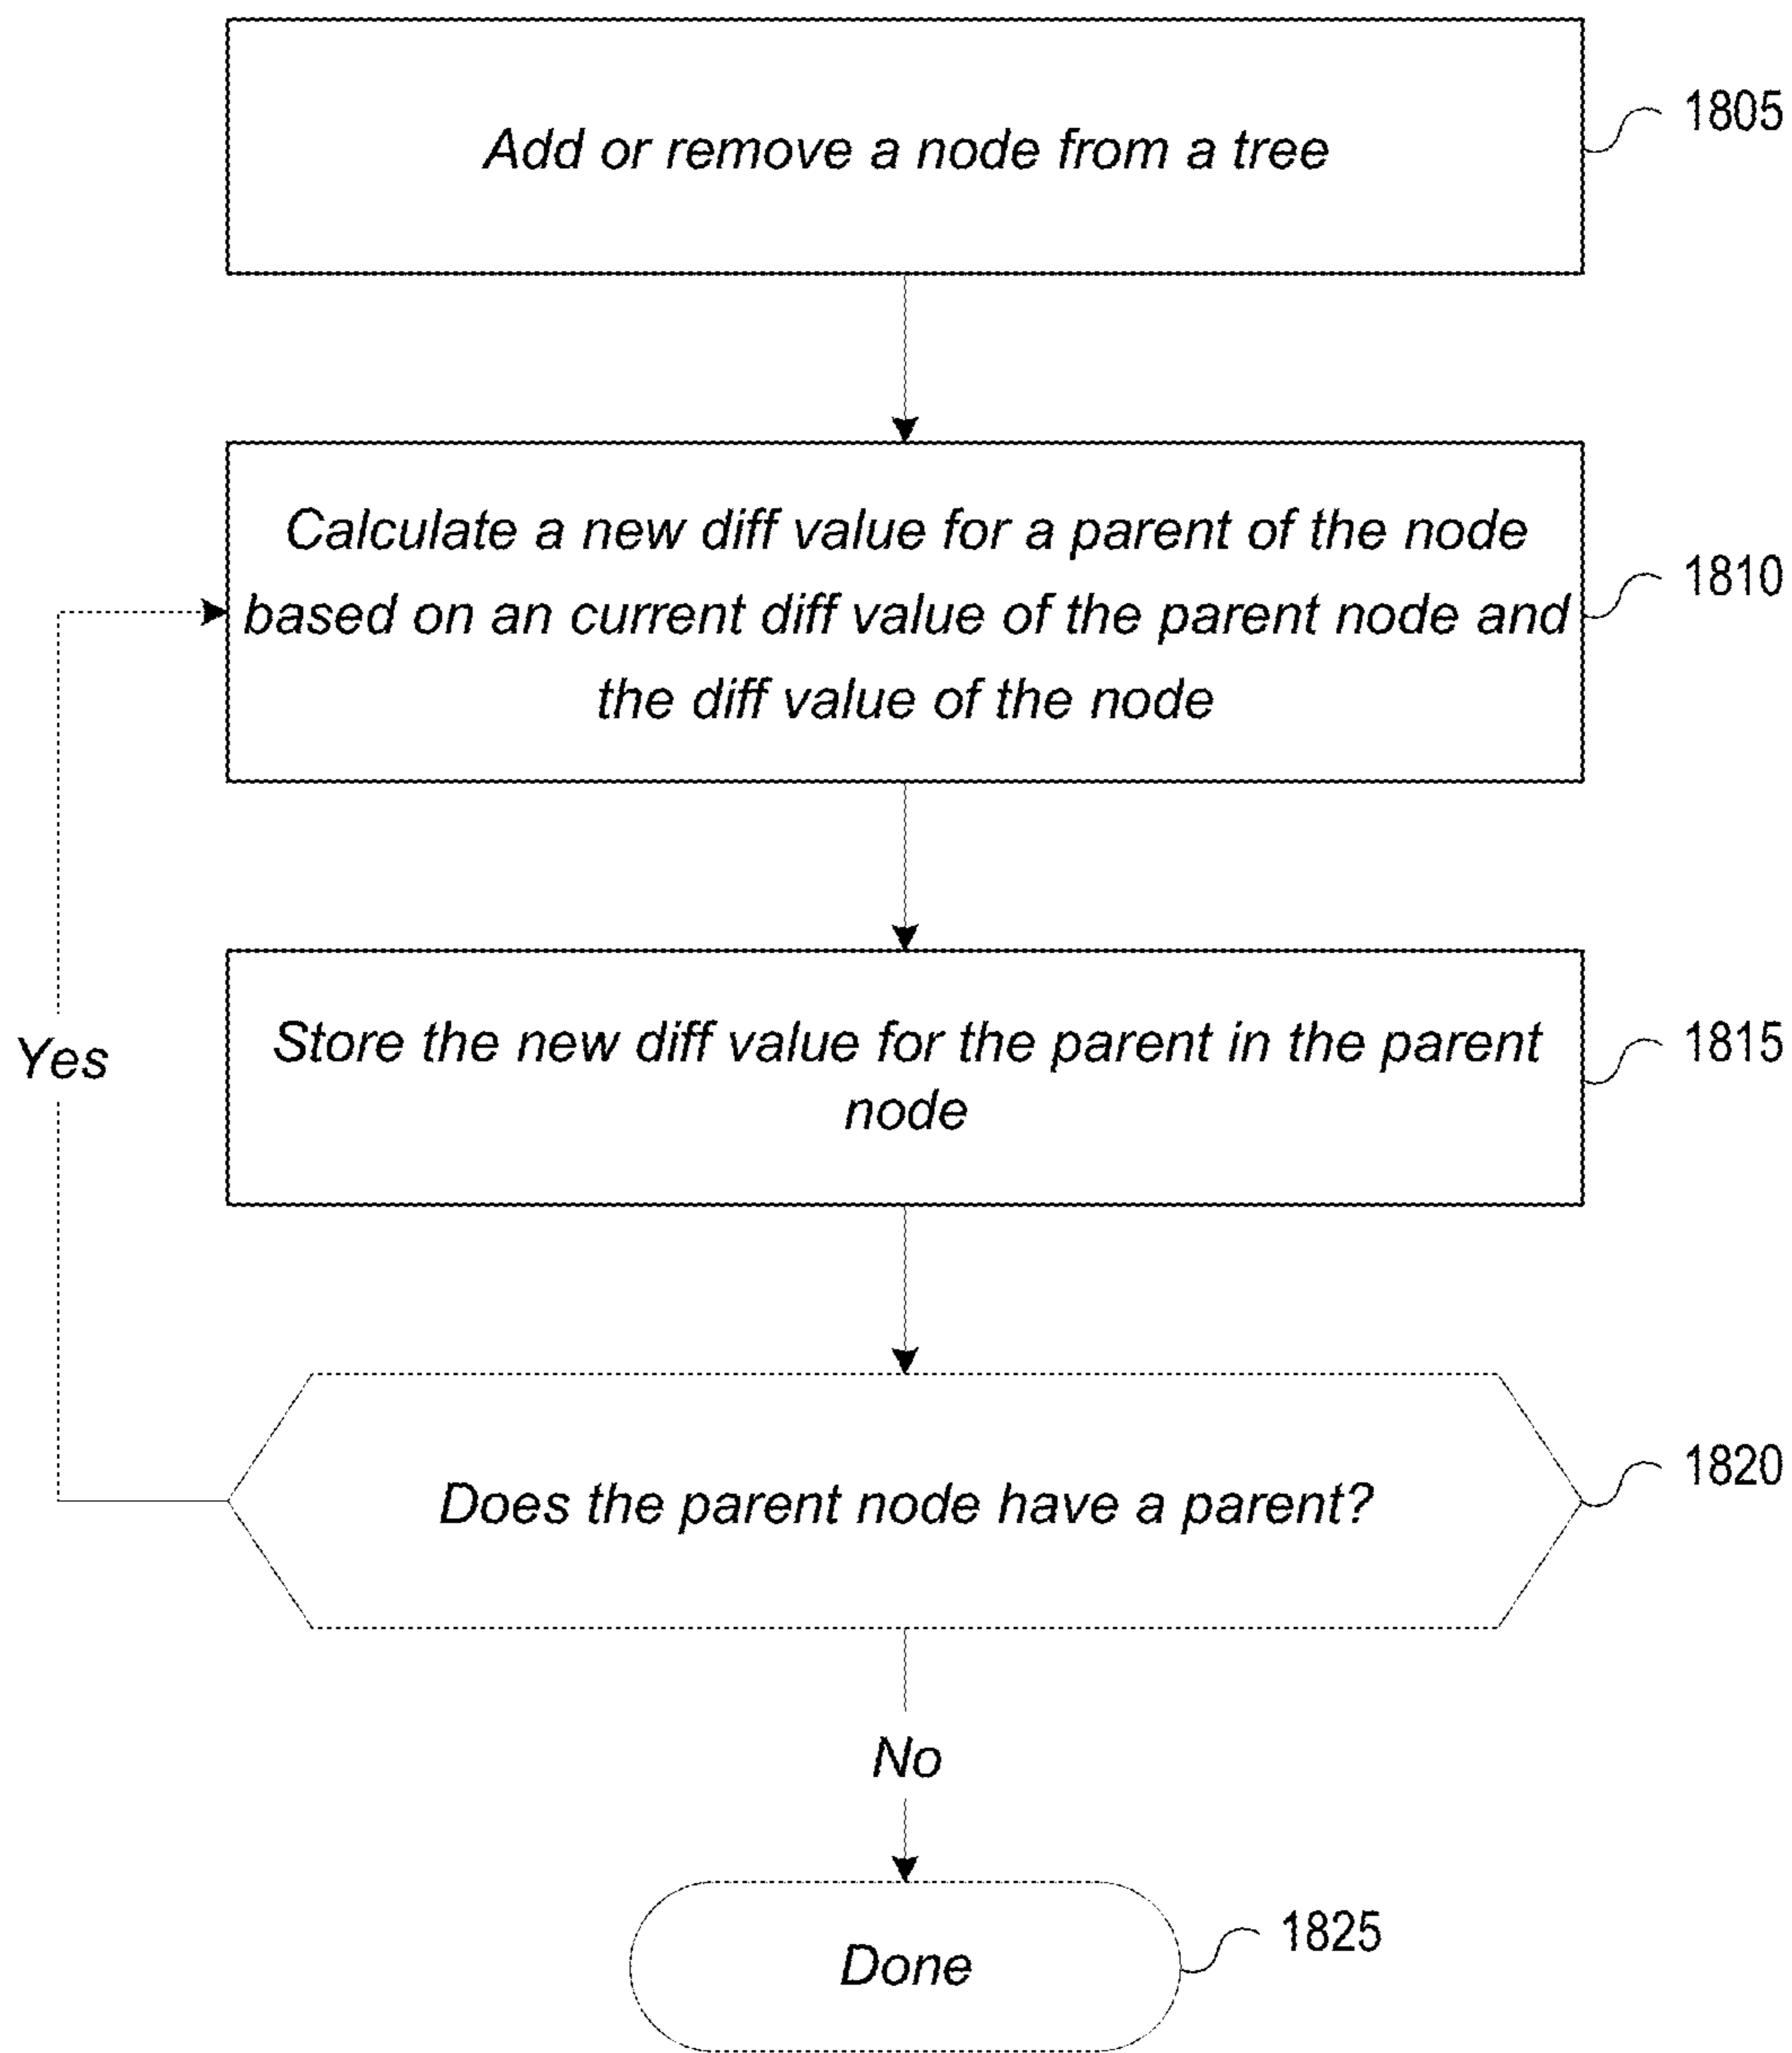 Add or remove a node from a tree
1805
Calculate a new diff value for a parent of the node
based on an current diff value of the parent node and
the diff value of the node
1810
Store the new diff value for the parent in the parent
node
1815
Yes
Does the parent node have a parent?
1820
No
Done
1825